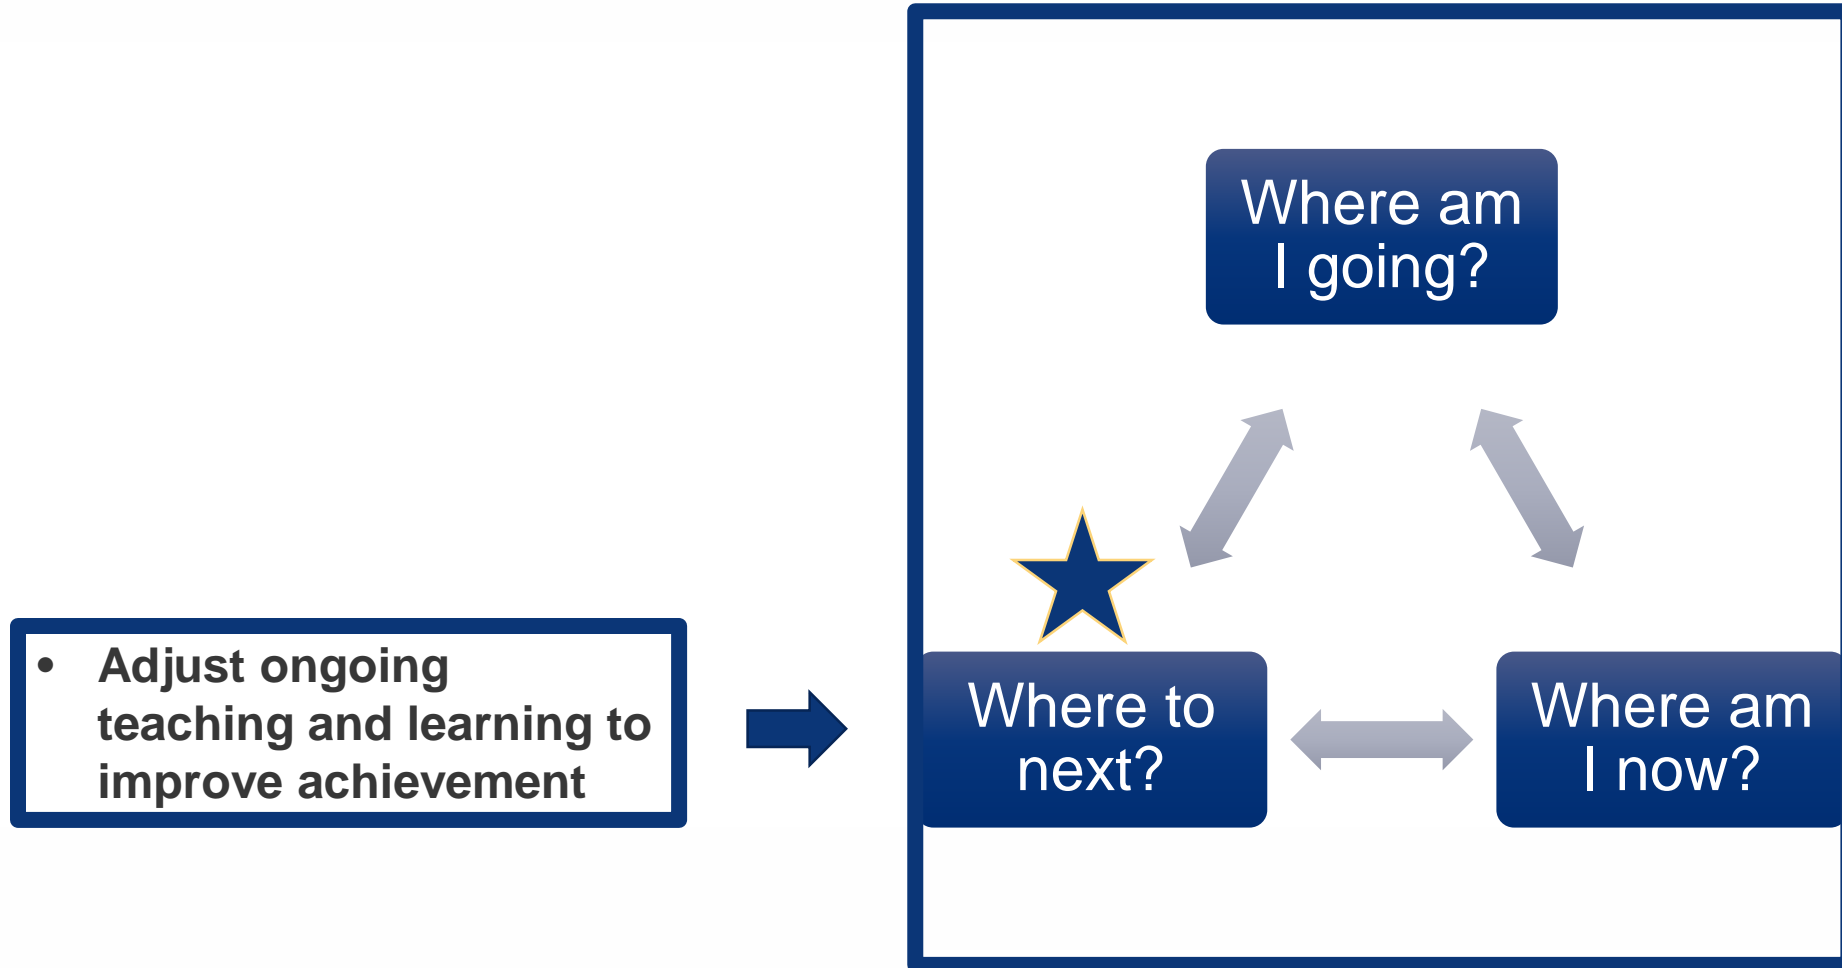 Where am
I going?
• Adjust ongoing
teaching and learning to
improve achievement
Where to
next?
Where am
I now?